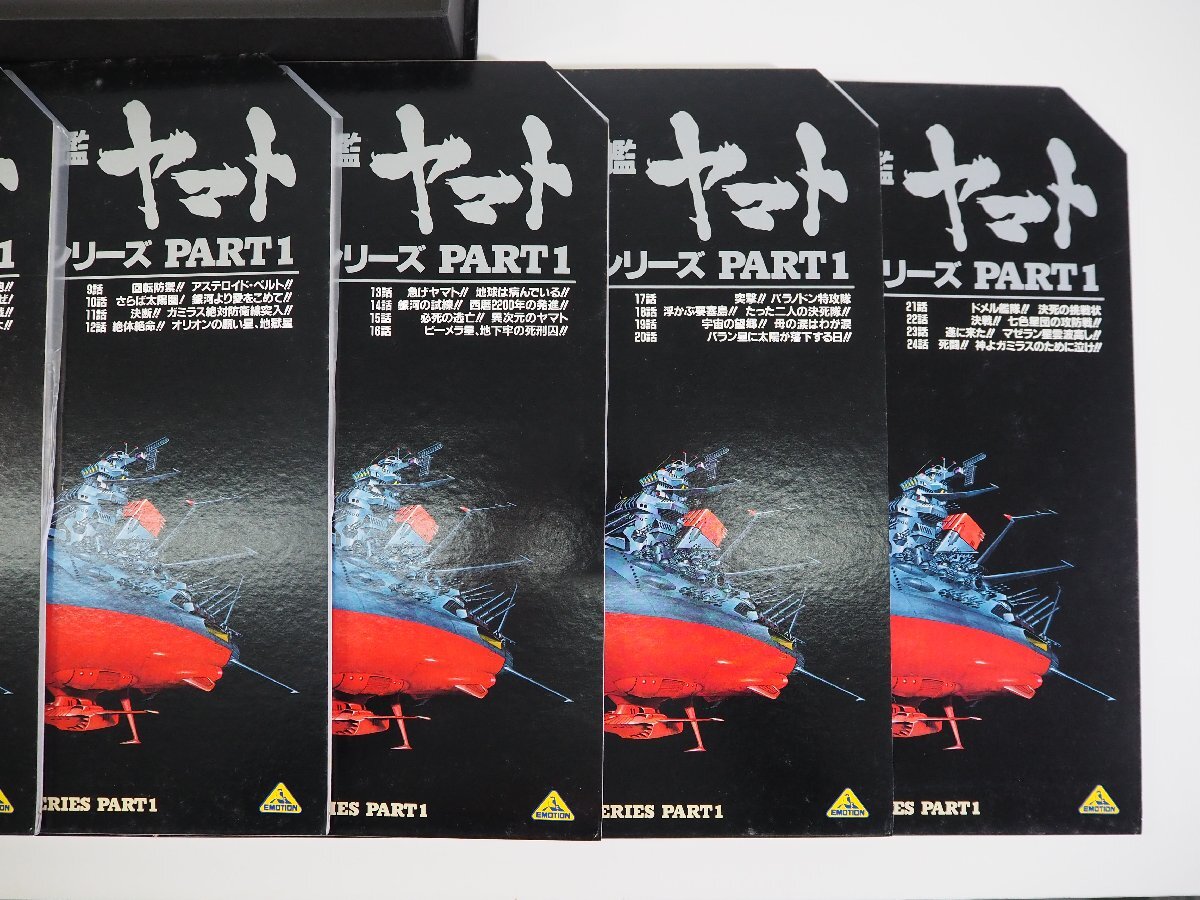 艦 ヤマト
シリーズ PART1
9話 回転防禦!! アステロイド・ベルト!!
10話 さらば太陽圏! 銀河より愛をこめて!!
11話 決断!! ガミラス絶対防衛線突入!!
12話 絶体絶命!! オリオンの願い星、地獄星
ERIES PART1
EMOTION
艦 ヤマト
リーズ PART1
13話 急げヤマト!! 地球は病んでいる!!
14話 銀河の試練!! 西暦2200年の発進!!
15話 必死の逃亡!! 異次元のヤマト
16話 ビーメラ星、地下牢の死刑囚!!
IES PART1
EMOTION
艦 ヤマト
シリーズ PART1
17話 突撃!! バラノドン特攻隊
18話 浮かぶ要塞島!! たった二人の決死隊!!
19話 宇宙の望郷!! 母の涙はわが涙
20話 バラン星に太陽が落下する日!!
ERIES PART1
EMOTION
艦 ヤマト
リーズ PART1
21話 ドメル艦隊!! 決死の挑戦状
22話 決戦!! 七色星団の攻防戦!!
23話 遂に来た!! マゼラン星雲波高し!!
24話 死闘!! 神よガミラスのために泣け!!
SERIES PART1
EMOTION